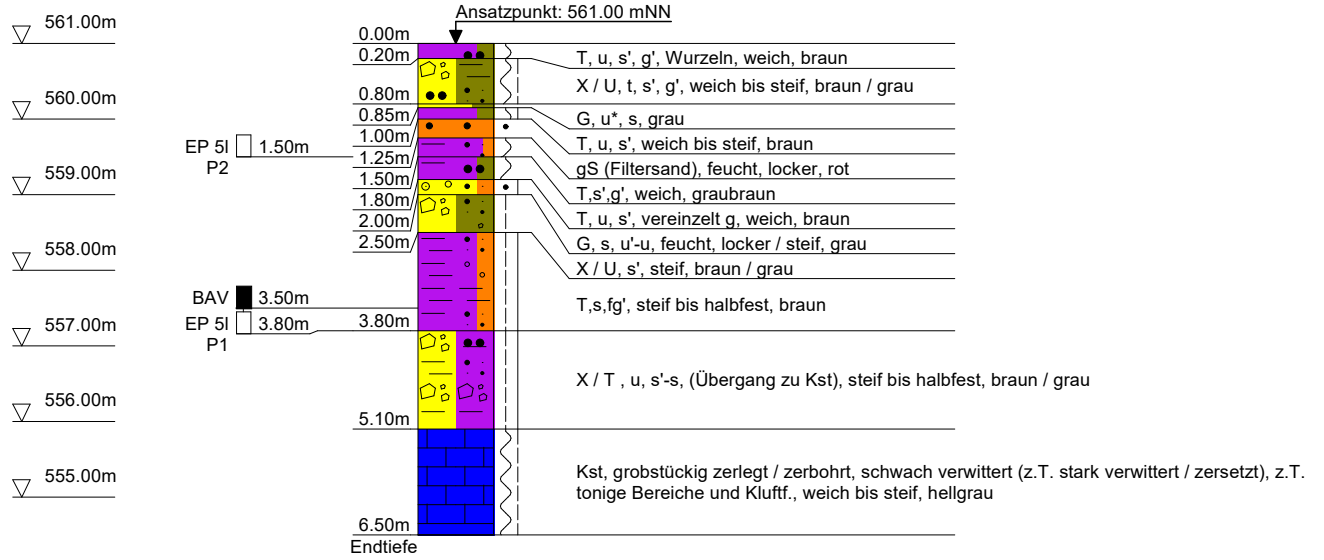 Ansatzpunkt: 561.00 mNN
561.00m
560.00m
559.00m
558.00m
557.00m
556.00m
555.00m
EP 5l 1.50m
P2
BAV 3.50m
EP 5l 3.80m
P1
0.00m
0.20m
0.80m
0.85m
1.00m
1.25m
1.50m
1.80m
2.00m
2.50m
3.80m
5.10m
6.50m
Endtiefe
T, u, s', g', Wurzeln, weich, braun
X / U, t, s', g', weich bis steif, braun / grau
G, u*, s, grau
T, u, s', weich bis steif, braun
gS (Filtersand), feucht, locker, rot
T,s',g', weich, graubraun
T, u, s', vereinzelt g, weich, braun
G, s, u'-u, feucht, locker / steif, grau
X / U, s', steif, braun / grau
T,s,fg', steif bis halbfest, braun
X / T , u, s'-s, (Übergang zu Kst), steif bis halbfest, braun / grau
Kst, grobstückig zerlegt / zerbohrt, schwach verwittert (z.T. stark verwittert / zersetzt), z.T.
tonige Bereiche und Kluftf., weich bis steif, hellgrau